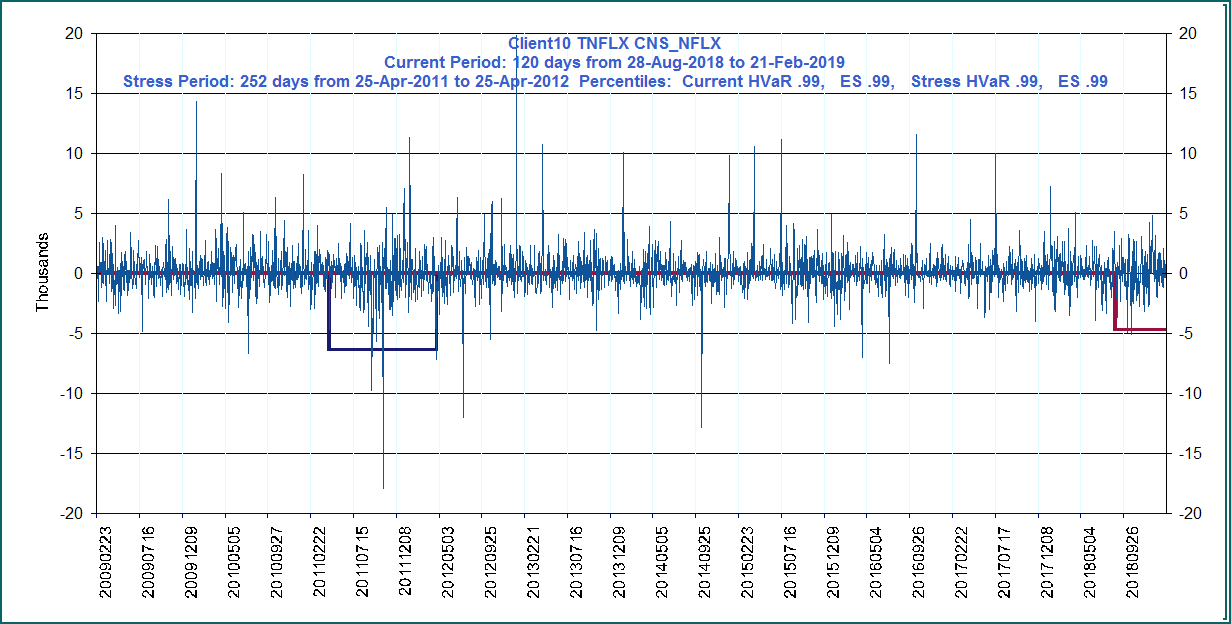 Client10 TNFLX CNS_NFLX
Current Period: 120 days from 28-Aug-2018 to 21-Feb-2019
Stress Period: 252 days from 25-Apr-2011 to 25-Apr-2012  Percentiles:  Current HVaR .99,   ES .99,    Stress HVaR .99,   ES .99
20 20
15 15
10 10
5 5
0 0
-5 -5
-10 -10
-15 -15
-20 -20
Thousands
20090223 20090716 20091209 20100505 20100927 20110222 20110715 20111208 20120503 20120925 20130221 20130716 20131209 20140505 20140925 20150223 20150716 20151209 20160504 20160926 20170222 20170717 20171208 20180504 20180926